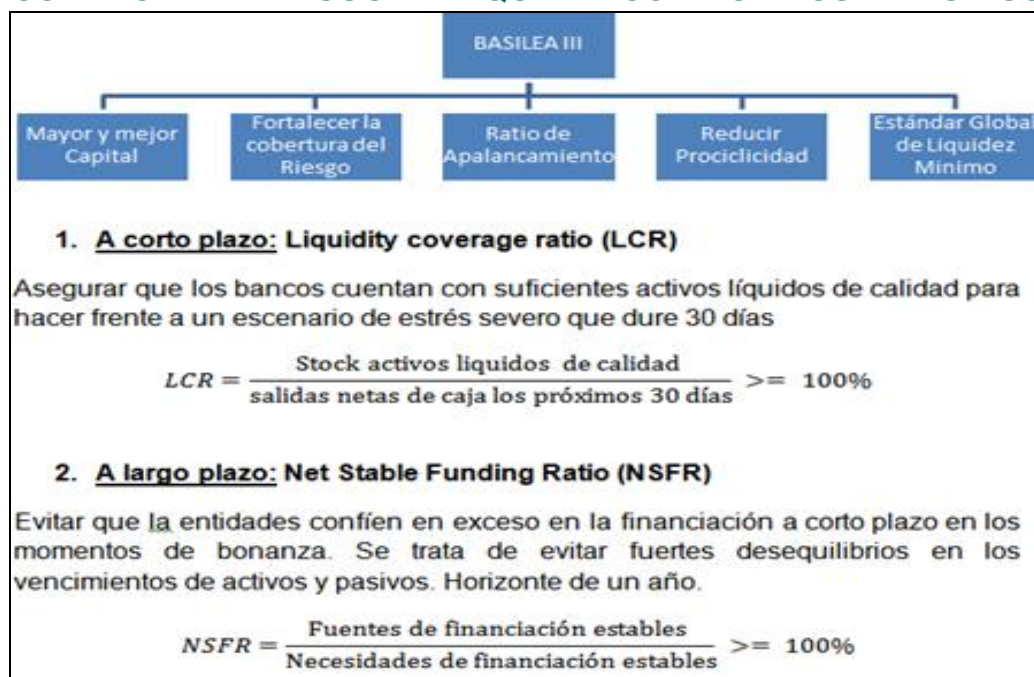 BASILEA III
Mayor y mejor
Capital
Fortalecer la
cobertura del
Riesgo
Ratio de
Apalancamiento
Reducir
Prociclicidad
Estándar Global
de Liquidez
Mínimo
1. A corto plazo: Liquidity coverage ratio (LCR)
Asegurar que los bancos cuentan con suficientes activos líquidos de calidad para
hacer frente a un escenario de estrés severo que dure 30 días
LCR = Stock activos liquidos de calidad / salidas netas de caja los próximos 30 días >= 100%
2. A largo plazo: Net Stable Funding Ratio (NSFR)
Evitar que la entidades confíen en exceso en la financiación a corto plazo en los
momentos de bonanza. Se trata de evitar fuertes desequilibrios en los
vencimientos de activos y pasivos. Horizonte de un año.
NSFR = Fuentes de financiación estables / Necesidades de financiación estables >= 100%